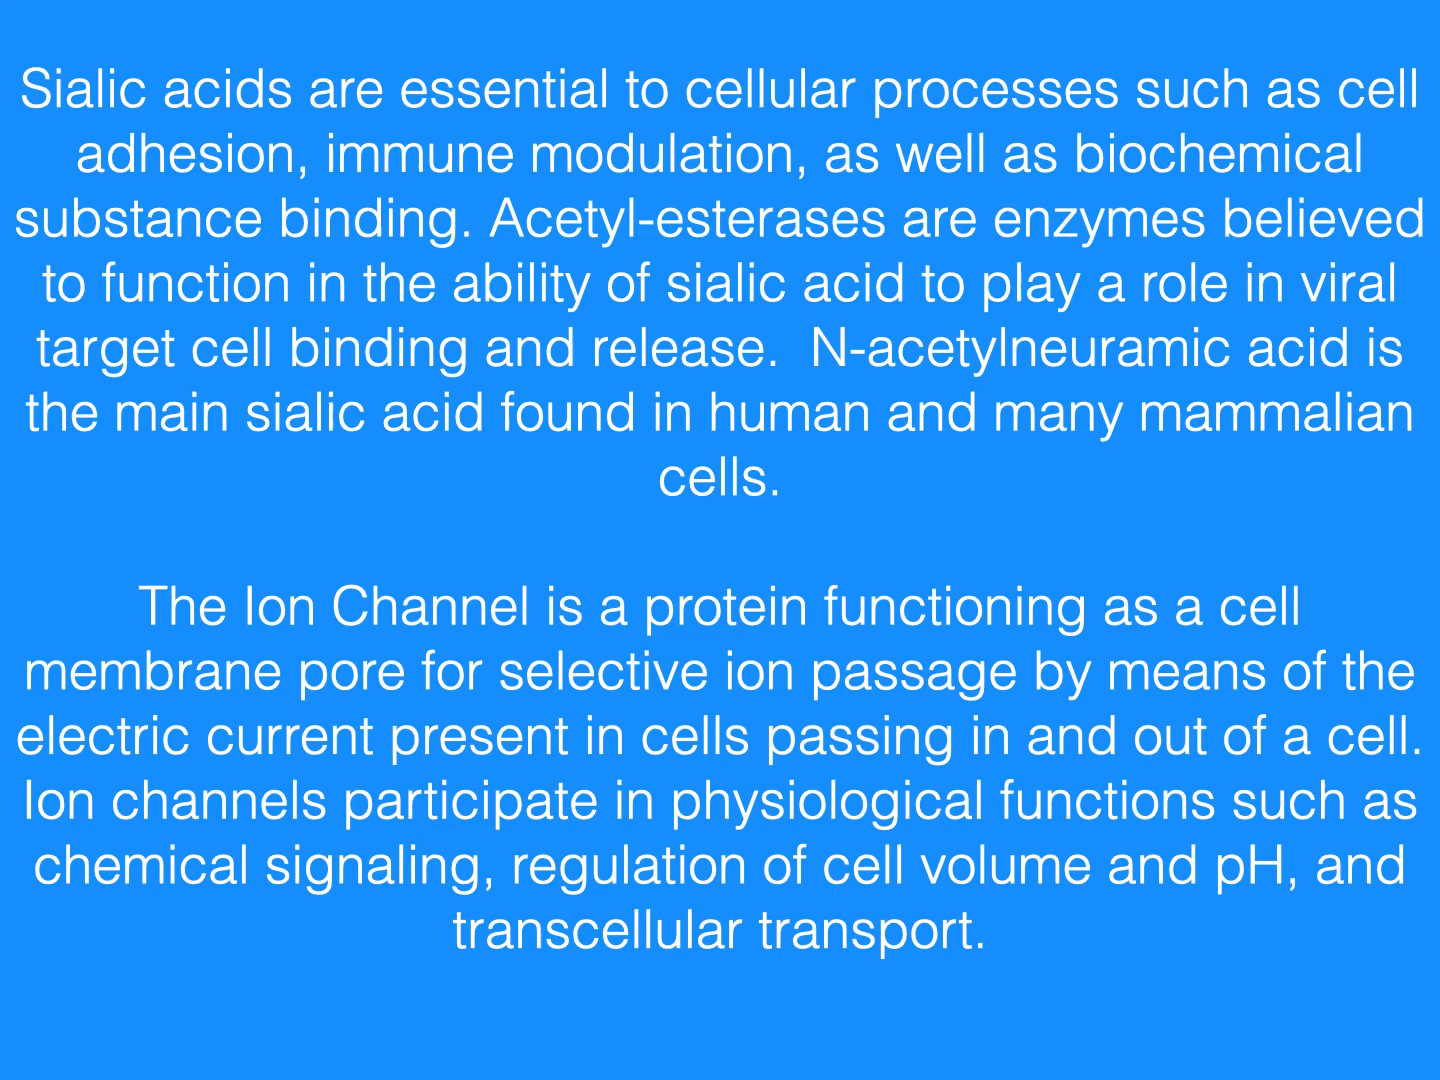 Sialic acids are essential to cellular processes such as cell
adhesion, immune modulation, as well as biochemical
substance binding. Acetyl-esterases are enzymes believed
to function in the ability of sialic acid to play a role in viral
target cell binding and release.  N-acetylneuramic acid is
the main sialic acid found in human and many mammalian
cells.
The Ion Channel is a protein functioning as a cell
membrane pore for selective ion passage by means of the
electric current present in cells passing in and out of a cell.
Ion channels participate in physiological functions such as
chemical signaling, regulation of cell volume and pH, and
transcellular transport.